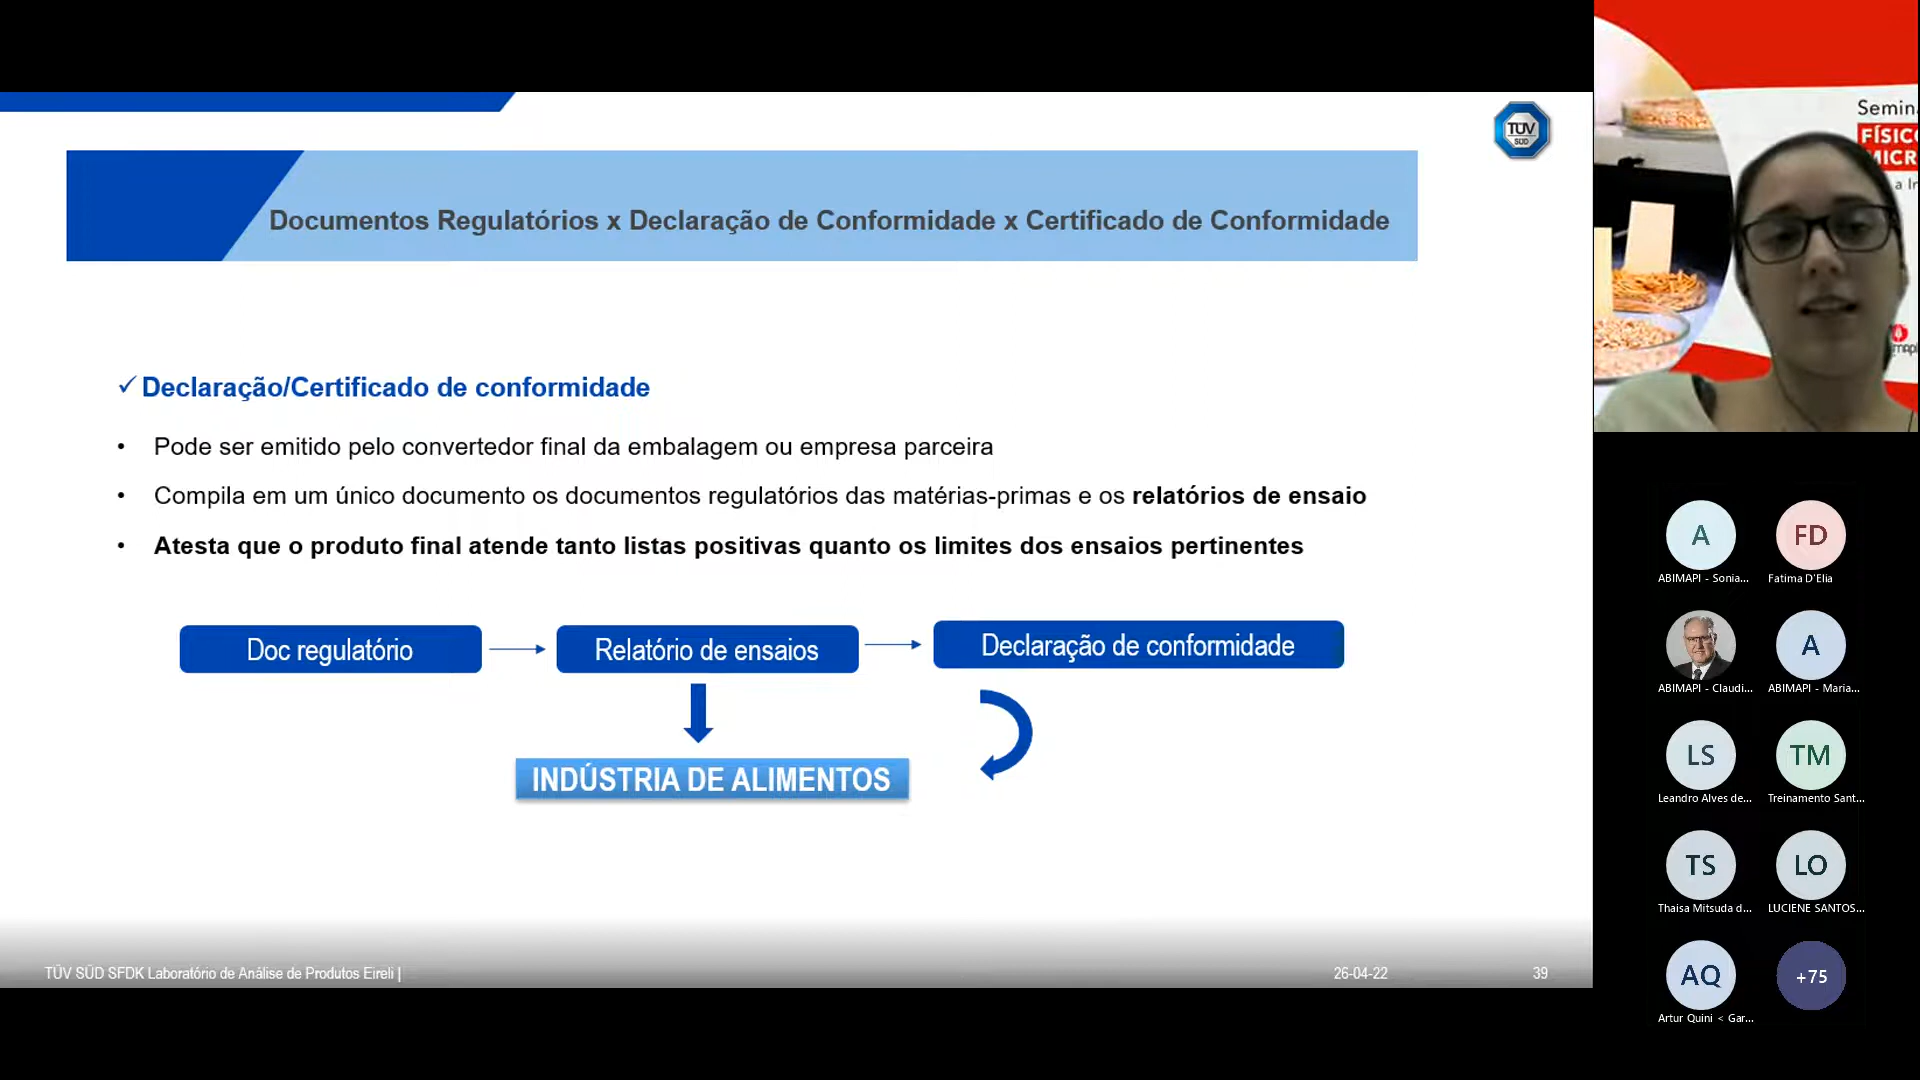 TÜV
SÜD
Documentos Regulatórios x Declaração de Conformidade x Certificado de Conformidade
✓ Declaração/Certificado de conformidade
• Pode ser emitido pelo convertedor final da embalagem ou empresa parceira
• Compila em um único documento os documentos regulatórios das matérias-primas e os relatórios de ensaio
• Atesta que o produto final atende tanto listas positivas quanto os limites dos ensaios pertinentes
Doc regulatório
Relatório de ensaios
Declaração de conformidade
INDÚSTRIA DE ALIMENTOS
TÜV SÜD SFDK Laboratório de Análise de Produtos Eireli |
26-04-22
39
Semin
FÍSIC
MICR
a In
A
FD
ABIMAPI - Sonia...
Fatima D'Elia
A
ABIMAPI - Claudi...
ABIMAPI - Maria...
LS
TM
Leandro Alves de...
Treinamento Sant...
TS
LO
Thaisa Mitsuda d...
LUCIENE SANTOS...
AQ
+75
Artur Quini < Gar...